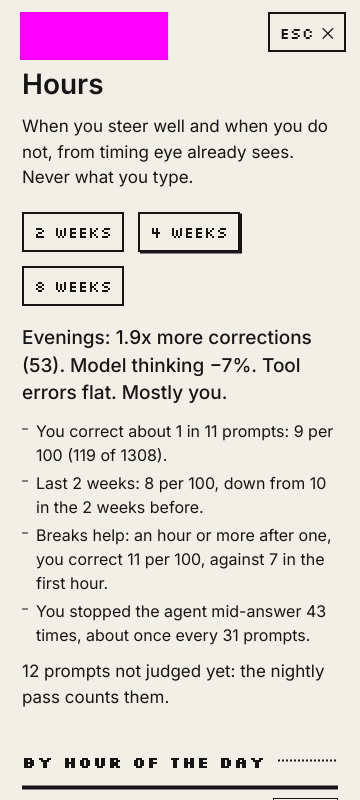 ESC ×
Hours
When you steer well and when you do
not, from timing eye already sees.
Never what you type.
2 WEEKS
4 WEEKS
8 WEEKS
Evenings: 1.9x more corrections
(53). Model thinking −7%. Tool
errors flat. Mostly you.
– You correct about 1 in 11 prompts: 9 per
100 (119 of 1308).
– Last 2 weeks: 8 per 100, down from 10
in the 2 weeks before.
– Breaks help: an hour or more after one,
you correct 11 per 100, against 7 in the
first hour.
– You stopped the agent mid-answer 43
times, about once every 31 prompts.
12 prompts not judged yet: the nightly
pass counts them.
BY HOUR OF THE DAY